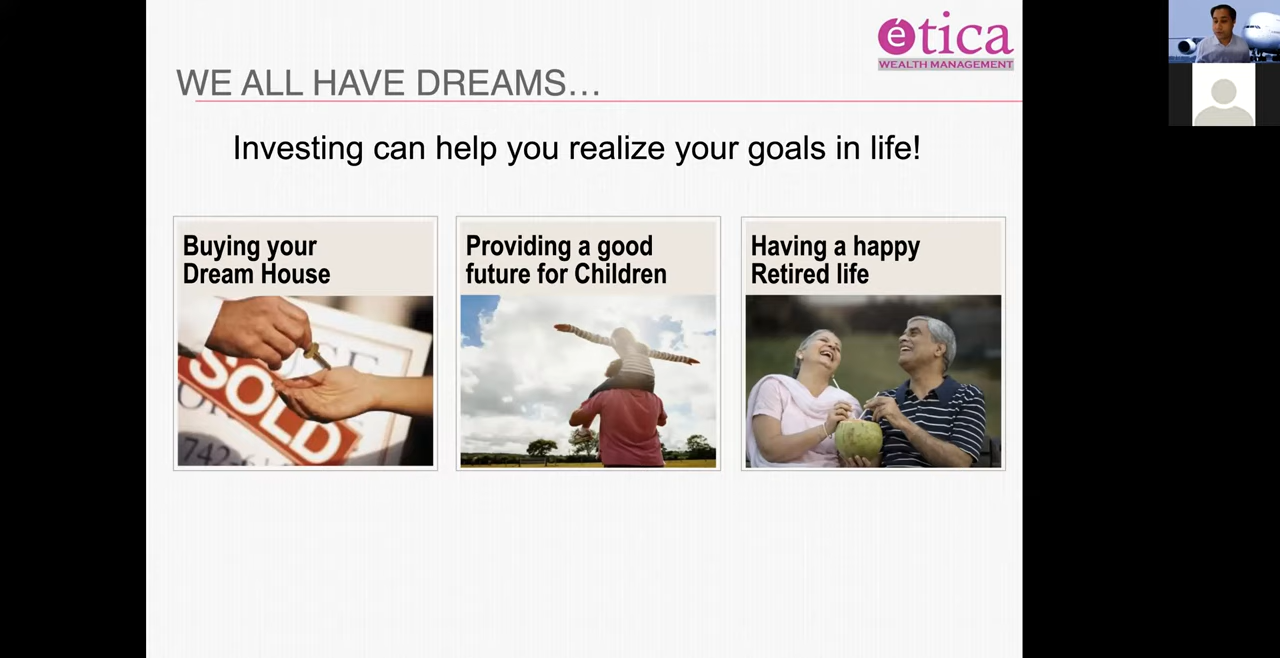 ética
WEALTH MANAGEMENT
WE ALL HAVE DREAMS...
Investing can help you realize your goals in life!
Buying your
Dream House
Providing a good
future for Children
Having a happy
Retired life
SOLD